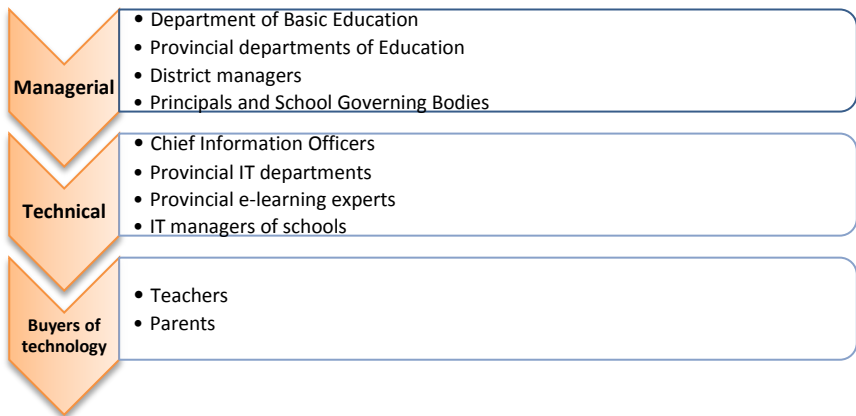 Managerial
• Department of Basic Education
• Provincial departments of Education
• District managers
• Principals and School Governing Bodies
Technical
• Chief Information Officers
• Provincial IT departments
• Provincial e-learning experts
• IT managers of schools
Buyers of
technology
• Teachers
• Parents